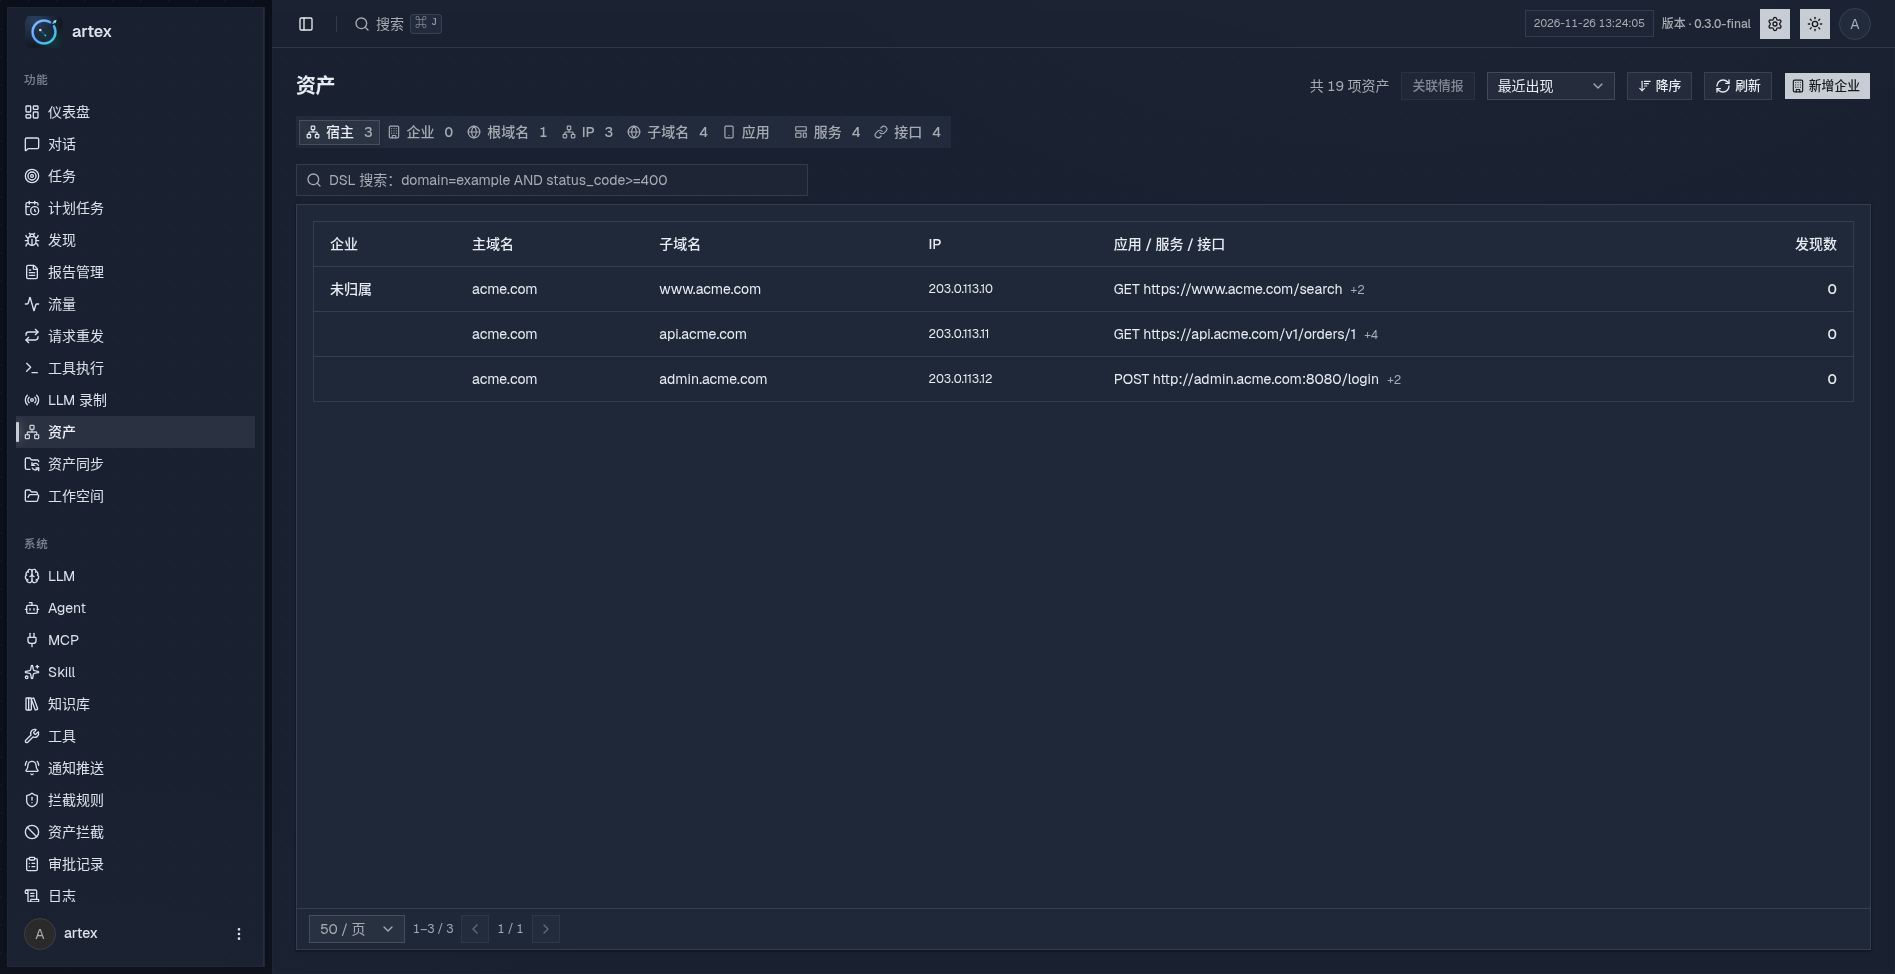 artex
功能
仪表盘
对话
任务
计划任务
发现
报告管理
流量
请求重发
工具执行
LLM 录制
资产
资产同步
工作空间
系统
LLM
Agent
MCP
Skill
知识库
工具
通知推送
拦截规则
资产拦截
审批记录
日志
A artex
搜索 ⌘ J
2026-11-26 13:24:05 版本 · 0.3.0-final A
资产
共 19 项资产 关联情报 最近出现 降序 刷新 新增企业
宿主 3 企业 0 根域名 1 IP 3 子域名 4 应用 服务 4 接口 4
DSL 搜索：domain=example AND status_code>=400
企业 主域名 子域名 IP 应用 / 服务 / 接口 发现数
未归属 acme.com www.acme.com 203.0.113.10 GET https://www.acme.com/search +2 0
acme.com api.acme.com 203.0.113.11 GET https://api.acme.com/v1/orders/1 +4 0
acme.com admin.acme.com 203.0.113.12 POST http://admin.acme.com:8080/login +2 0
50 / 页 1–3 / 3 1 / 1